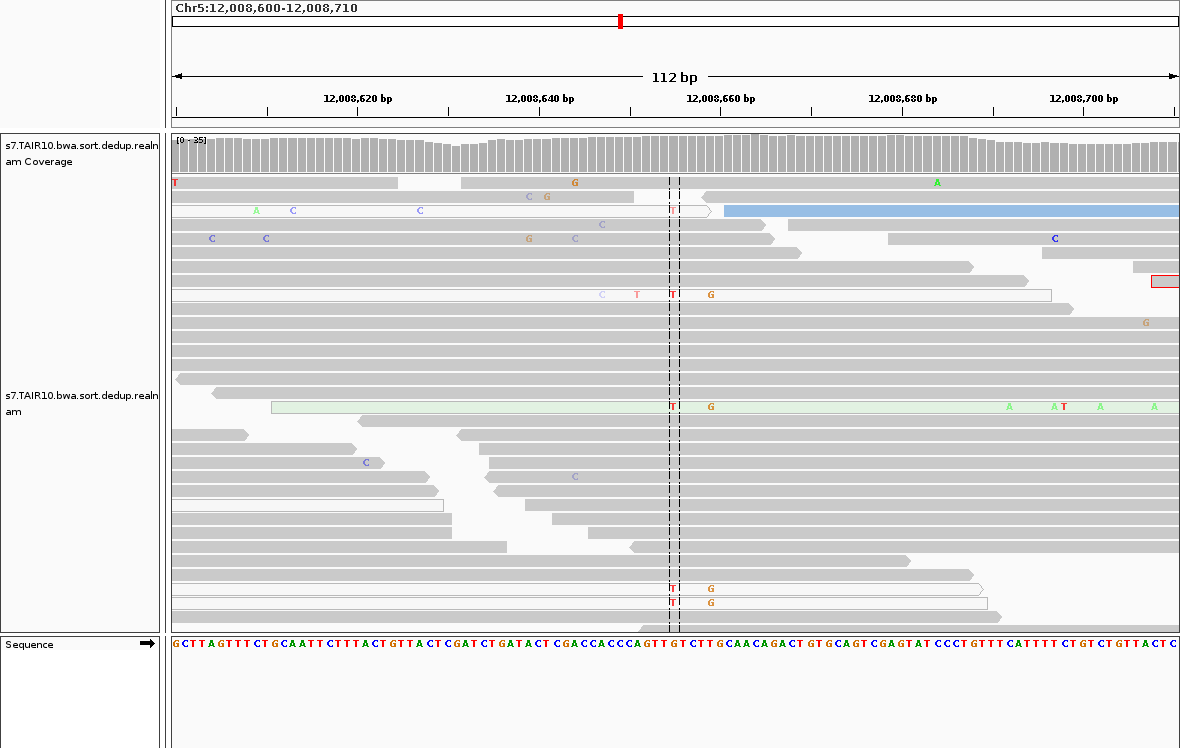 Chr5:12,008,600-12,008,710
112 bp
12,008,620 bp 12,008,640 bp 12,008,660 bp 12,008,680 bp 12,008,700 bp
s7.TAIR10.bwa.sort.dedup.realn
am Coverage
[0 - 35]
T G A
C G
A C C T
C
C C G C C
C T T G
G
s7.TAIR10.bwa.sort.dedup.realn
am
T G A A T A A
C
C
T G
T G
Sequence
GCTTAGTTTCTGCAATTCTTTACTGTTACTCGATCTGATACTCGACCACCCAGTTGTCTTGCAACAGACTGTGCAGTCGAGTATCCCTGTTTCATTTTCTGTCTGTTACTC